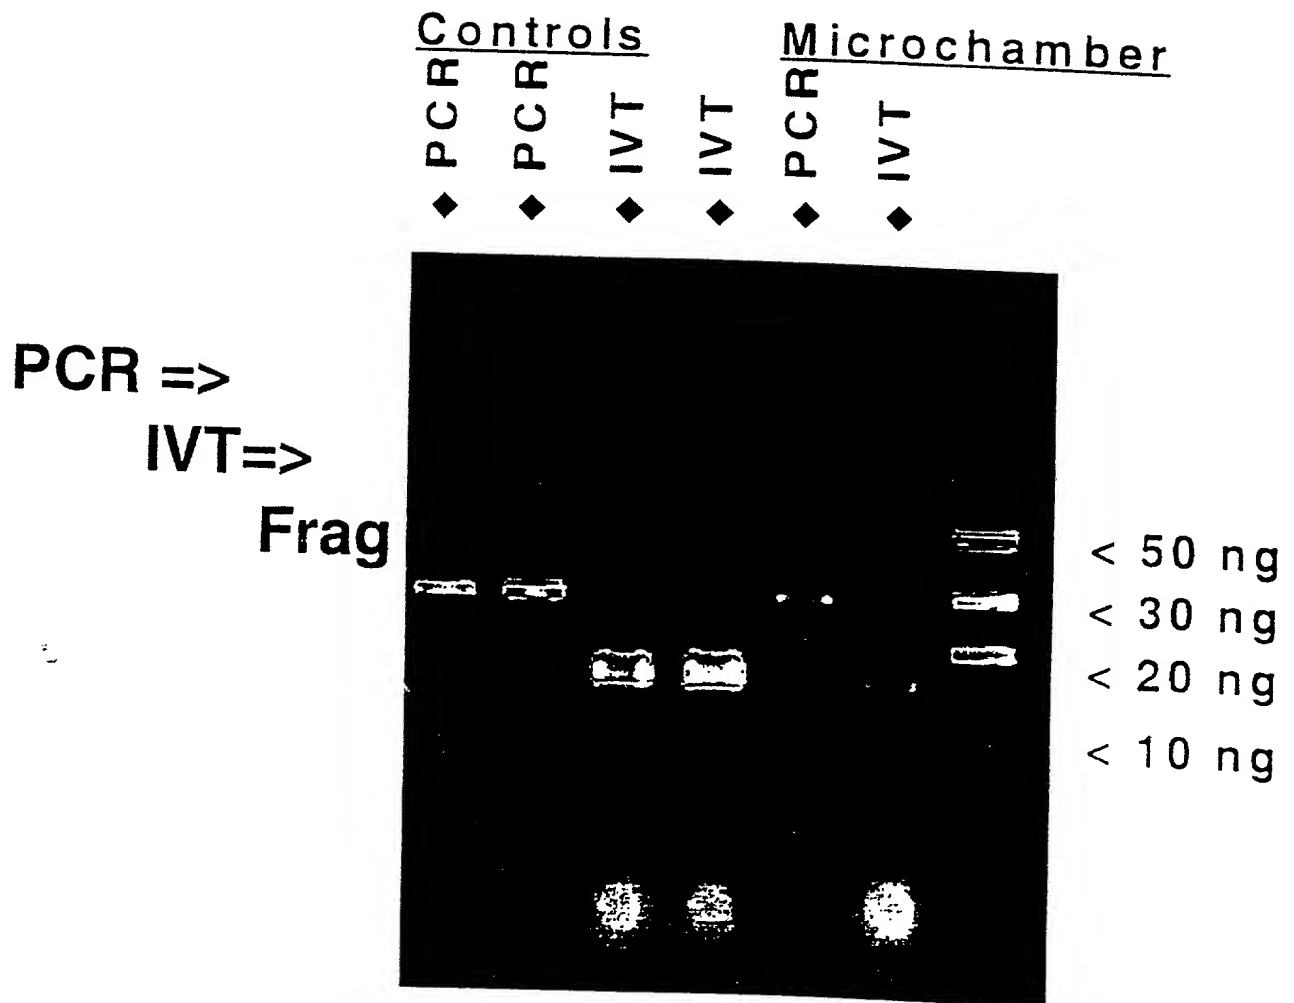 Controls Microchamber
PCR PCR IVT IVT PCR IVT
PCR =>
IVT=>
Frag
< 50 ng
< 30 ng
< 20 ng
< 10 ng